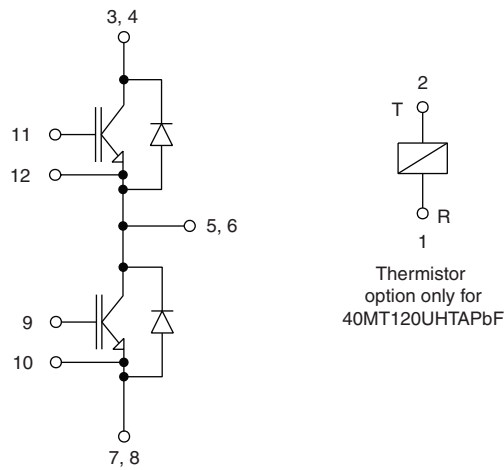 3, 4
11
12
5, 6
9
10
7, 8
2
T
R
1
Thermistor
option only for
40MT120UHTAPbF